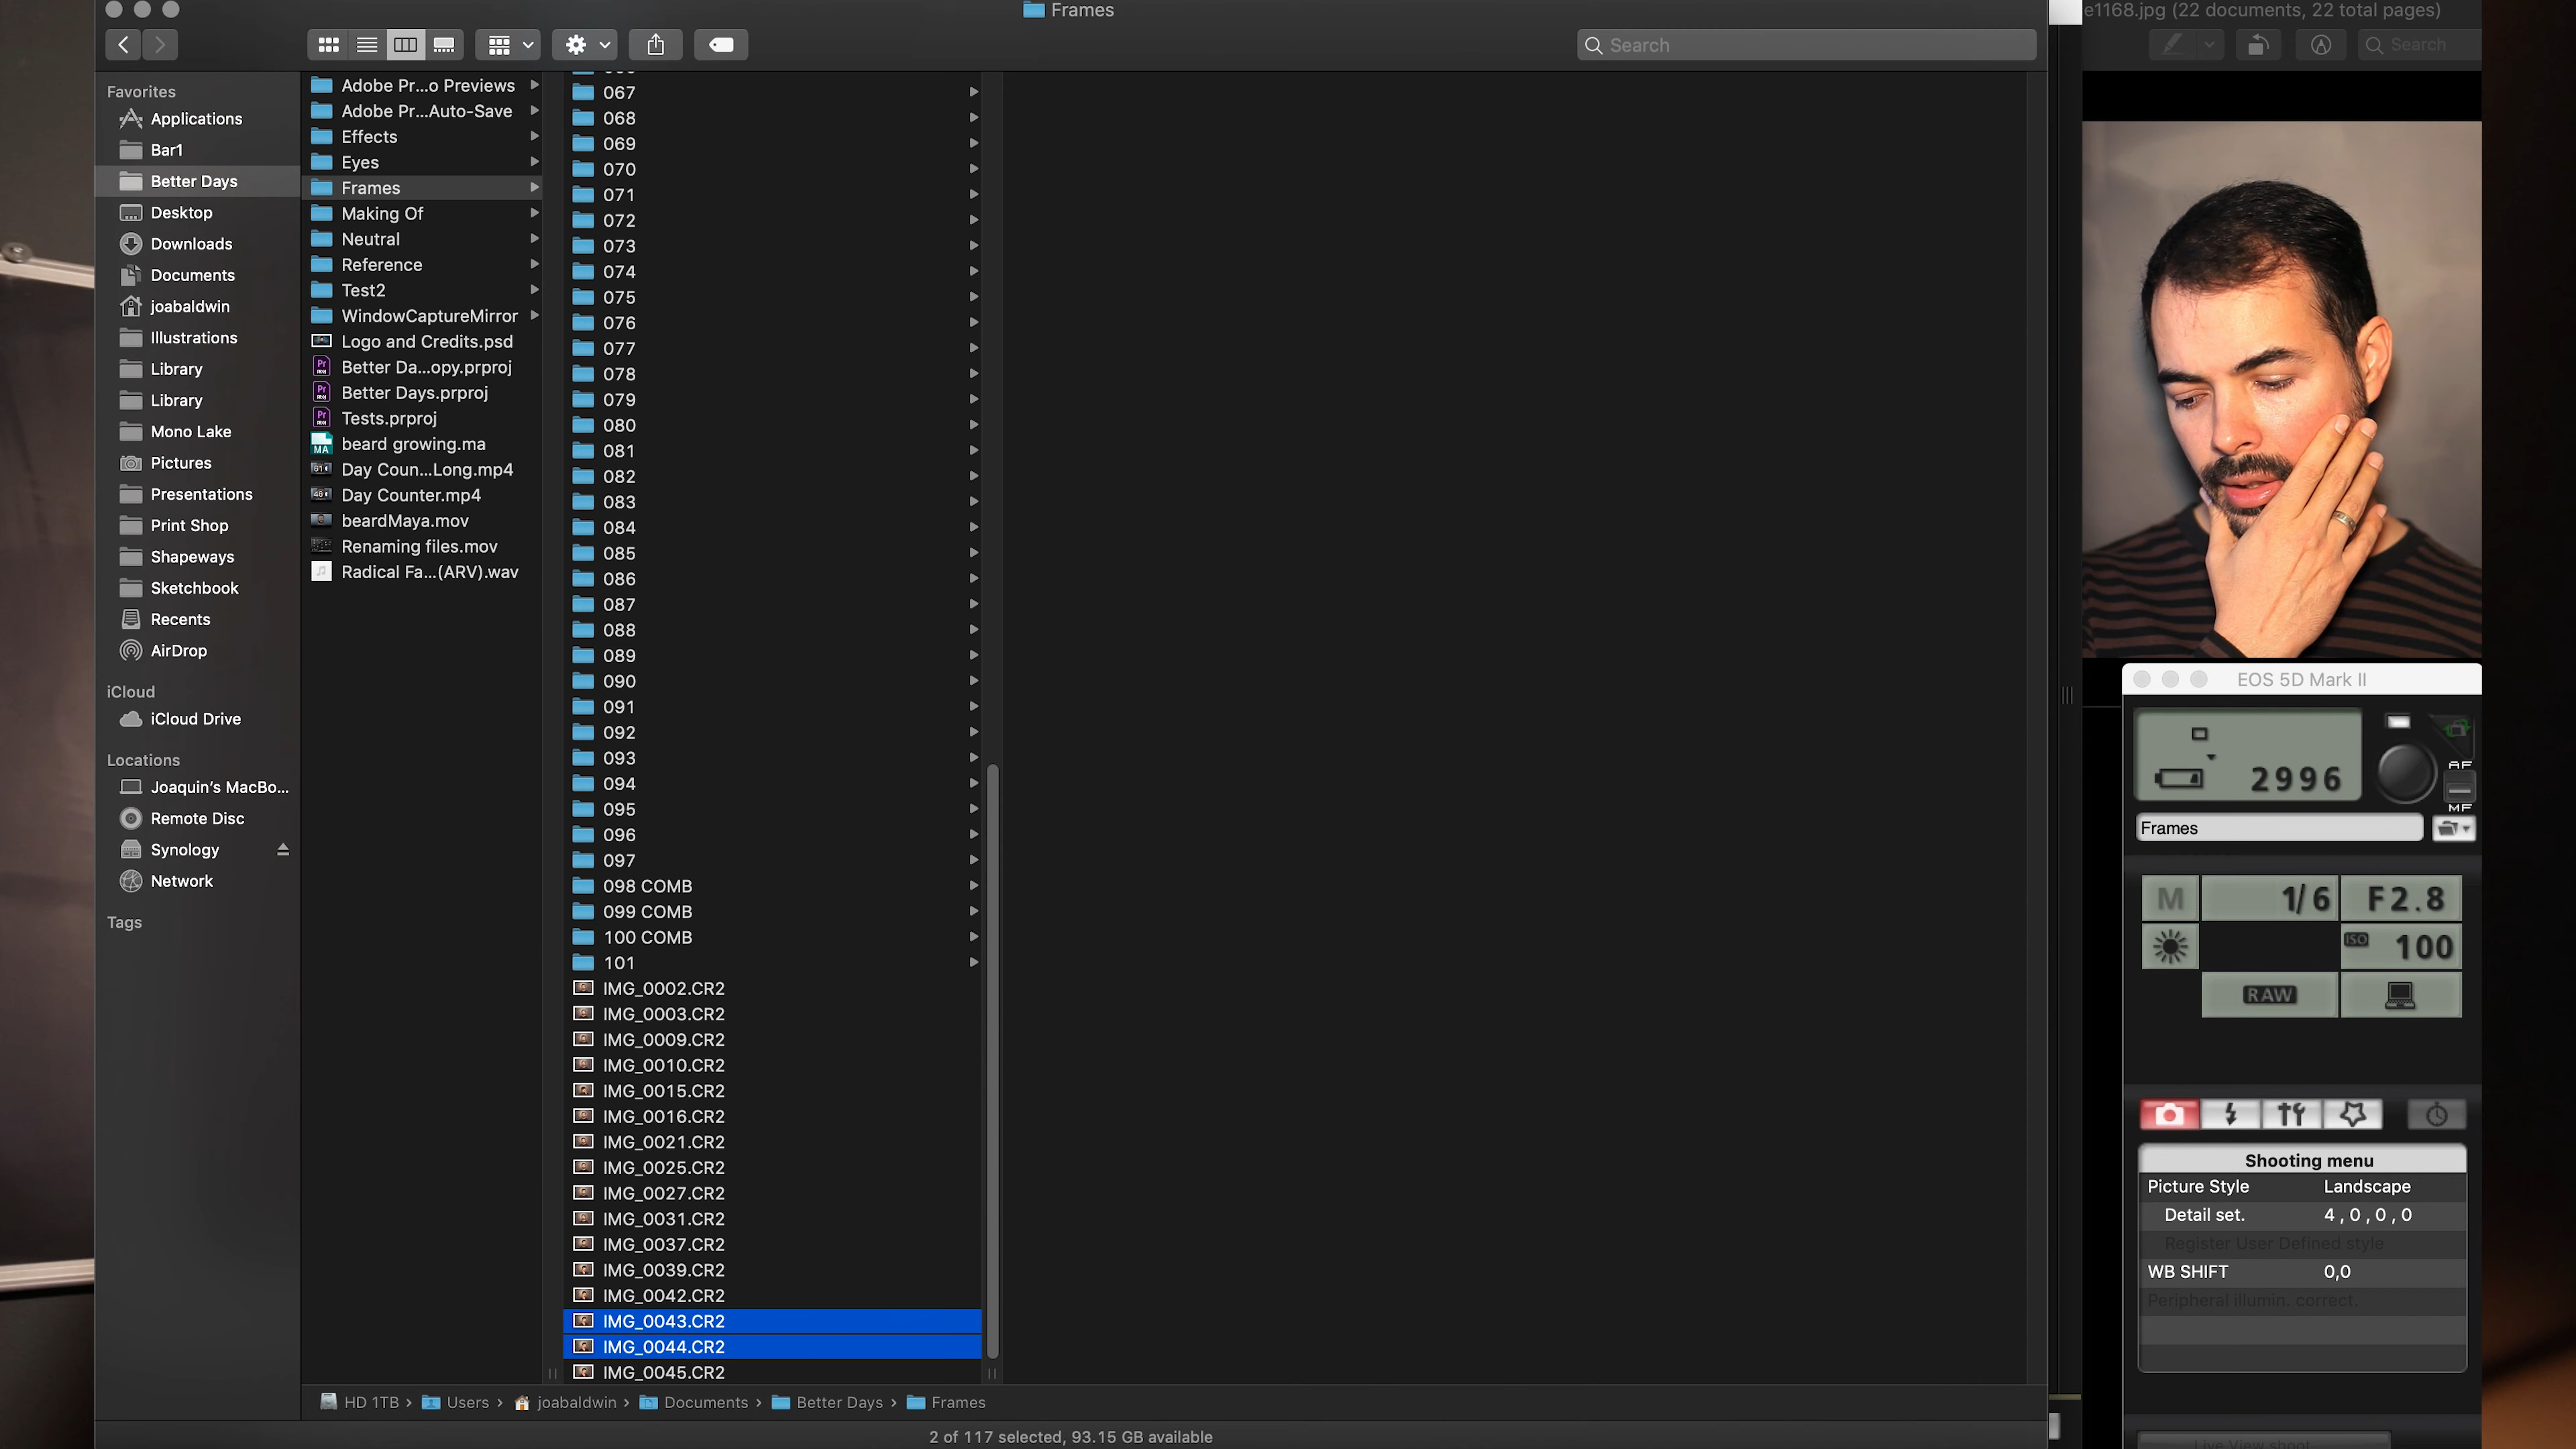 Frames
Search
Favorites
Applications
Bar1
Better Days
Desktop
Downloads
Documents
joabaldwin
Illustrations
Library
Library
Mono Lake
Pictures
Presentations
Print Shop
Shapeways
Sketchbook
Recents
AirDrop
iCloud
iCloud Drive
Locations
Joaquin's MacBo...
Remote Disc
Synology
Network
Tags
Adobe Pr...o Previews
Adobe Pr...Auto-Save
Effects
Eyes
Frames
Making Of
Neutral
Reference
Test2
WindowCaptureMirror
Logo and Credits.psd
Better Da...opy.prproj
Better Days.prproj
Tests.prproj
beard growing.ma
Day Coun...Long.mp4
Day Counter.mp4
beardMaya.mov
Renaming files.mov
Radical Fa...(ARV).wav
067
068
069
070
071
072
073
074
075
076
077
078
079
080
081
082
083
084
085
086
087
088
089
090
091
092
093
094
095
096
097
098 COMB
099 COMB
100 COMB
101
IMG_0002.CR2
IMG_0003.CR2
IMG_0009.CR2
IMG_0010.CR2
IMG_0015.CR2
IMG_0016.CR2
IMG_0021.CR2
IMG_0025.CR2
IMG_0027.CR2
IMG_0031.CR2
IMG_0037.CR2
IMG_0039.CR2
IMG_0042.CR2
IMG_0043.CR2
IMG_0044.CR2
IMG_0045.CR2
HD 1TB › Users › joabaldwin › Documents › Better Days › Frames
2 of 117 selected, 93.15 GB available
e1168.jpg (22 documents, 22 total pages)
Search
EOS 5D Mark II
2996
AF
MF
Frames
M 1/6 F2.8
ISO 100
RAW
Shooting menu
Picture Style Landscape
Detail set. 4 , 0 , 0 , 0
Register User Defined style
WB SHIFT 0,0
Peripheral illumin. correct.
Live View shoot